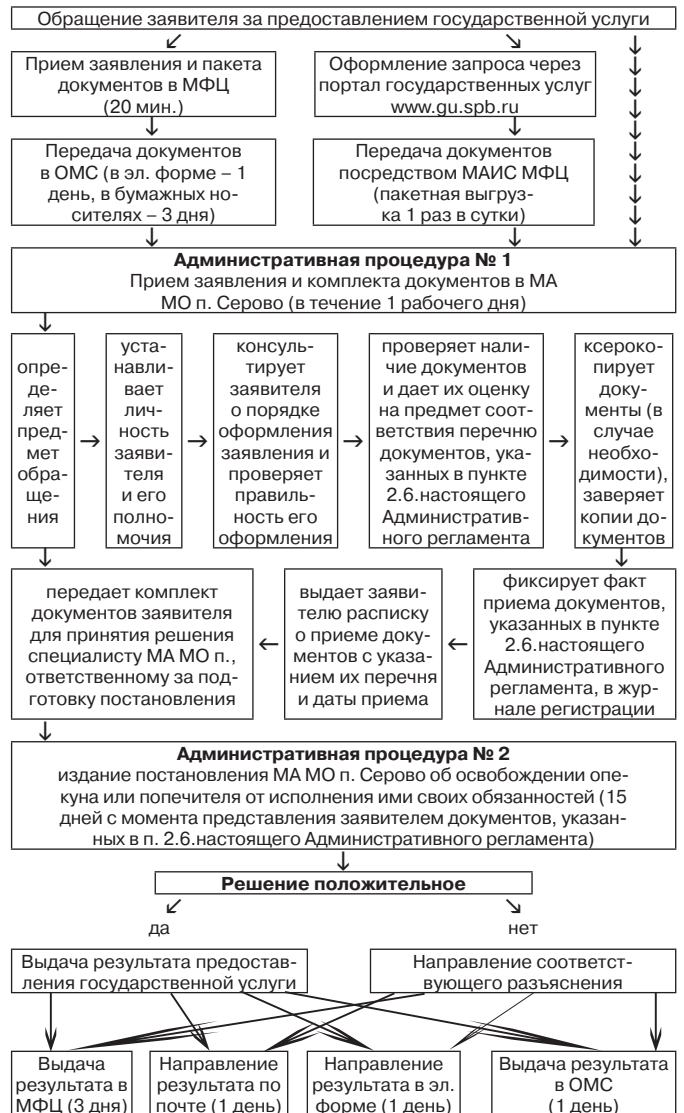 Обращение заявителя за предоставлением государственной услуги
Прием заявления и пакета
документов в МФЦ
(20 мин.)
Оформление запроса через
портал государственных услуг
www.gu.spb.ru
Передача документов
в ОМС (в эл. форме – 1
день, в бумажных но-
сителях – 3 дня)
Передача документов
посредством МАИС МФЦ
(пакетная выгруз-
ка 1 раз в сутки)
Административная процедура № 1
Прием заявления и комплекта документов в МА
МО п. Серово (в течение 1 рабочего дня)
опре-
де-
ляет
пред-
мет
обра-
ще-
ния
уста-
навли-
вает
лич-
ность
заяви-
теля
и его
полно-
мочия
консуль-
тирует
заявителя
о порядке
оформления
заявления и
проверяет
правиль-
ность его
оформления
проверяет нали-
чие документов
и дает их оценку
на предмет соот-
ветствия перечню
документов, ука-
занных в пункте
2.6.настоящего
Административ-
ного регламента
ксероко-
пирует
доку-
менты (в
случае
необхо-
димости),
заверяет
копии до-
кументов
передает комплект
документов заявителя
для принятия решения
специалисту МА МО п.,
ответственному за под-
готовку постановления
выдает заяви-
телю расписку
о приеме доку-
ментов с указа-
нием их перечня
и даты приема
фиксирует факт
приема документов,
указанных в пункте
2.6.настоящего
Административного
регламента, в жур-
нале регистрации
Административная процедура № 2
издание постановления МА МО п. Серово об освобождении опе-
куна или попечителя от исполнения ими своих обязанностей (15
дней с момента представления заявителем документов, указан-
ных в п. 2.6.настоящего Административного регламента)
Решение положительное
да
нет
Выдача результата предостав-
ления государственной услуги
Направление соответст-
вующего разъяснения
Выдача
результата в
МФЦ (3 дня)
Направление
результата по
почте (1 день)
Направление
результата в эл.
форме (1 день)
Выдача результата
в ОМС
(1 день)